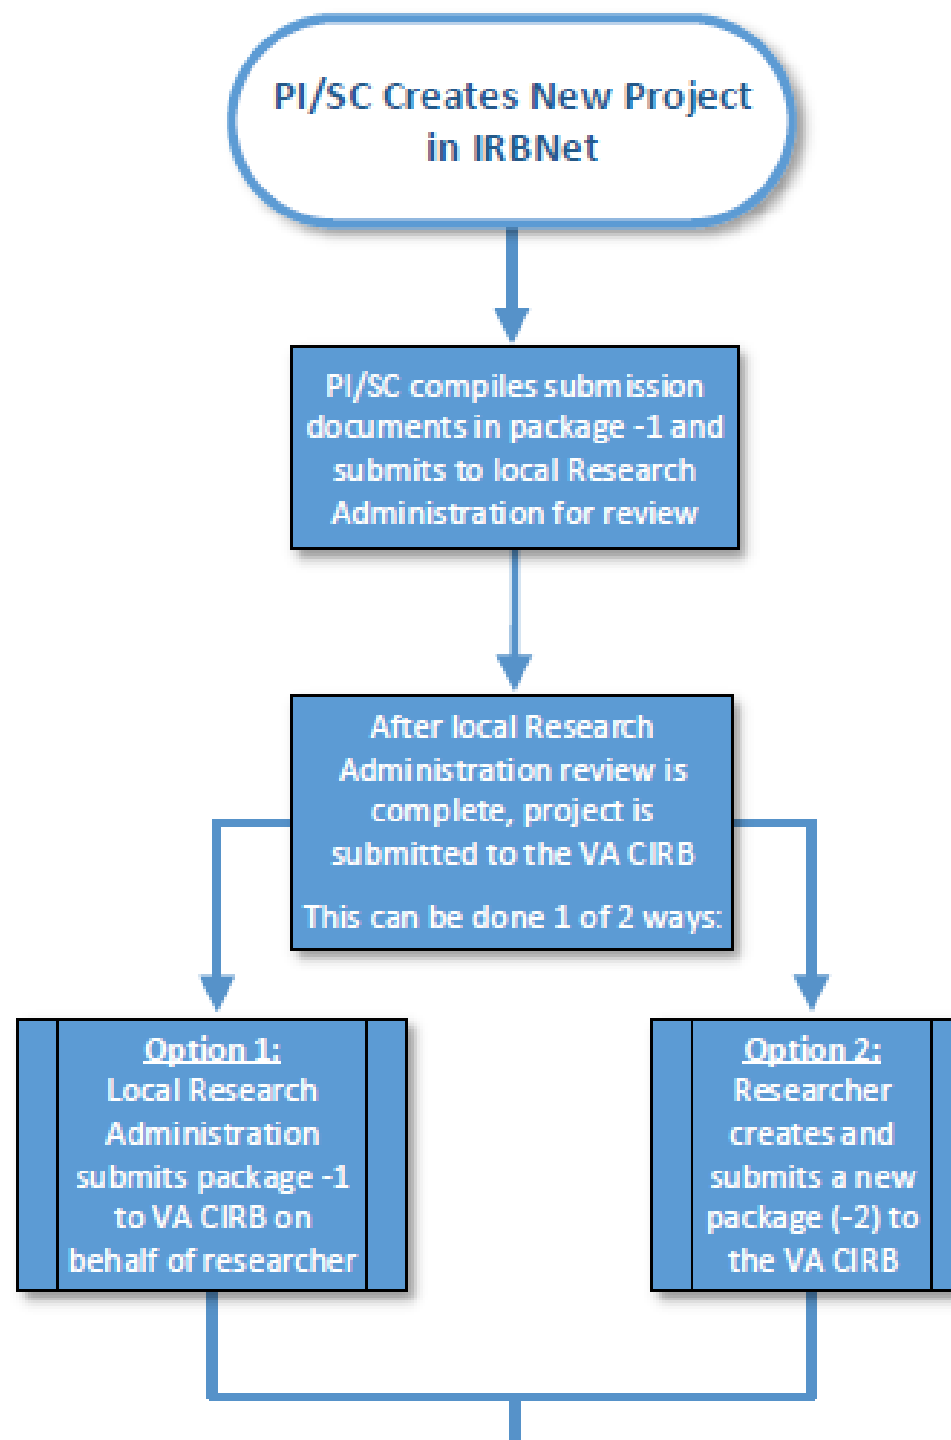 PI/SC Creates New Project
in IRBNet
PI/SC compiles submission
documents in package -1 and
submits to local Research
Administration for review
After local Research
Administration review is
complete, project is
submitted to the VA CIRB
This can be done 1 of 2 ways:
Option 1:
Local Research
Administration
submits package -1
to VA CIRB on
behalf of researcher
Option 2:
Researcher
creates and
submits a new
package (-2) to
the VA CIRB